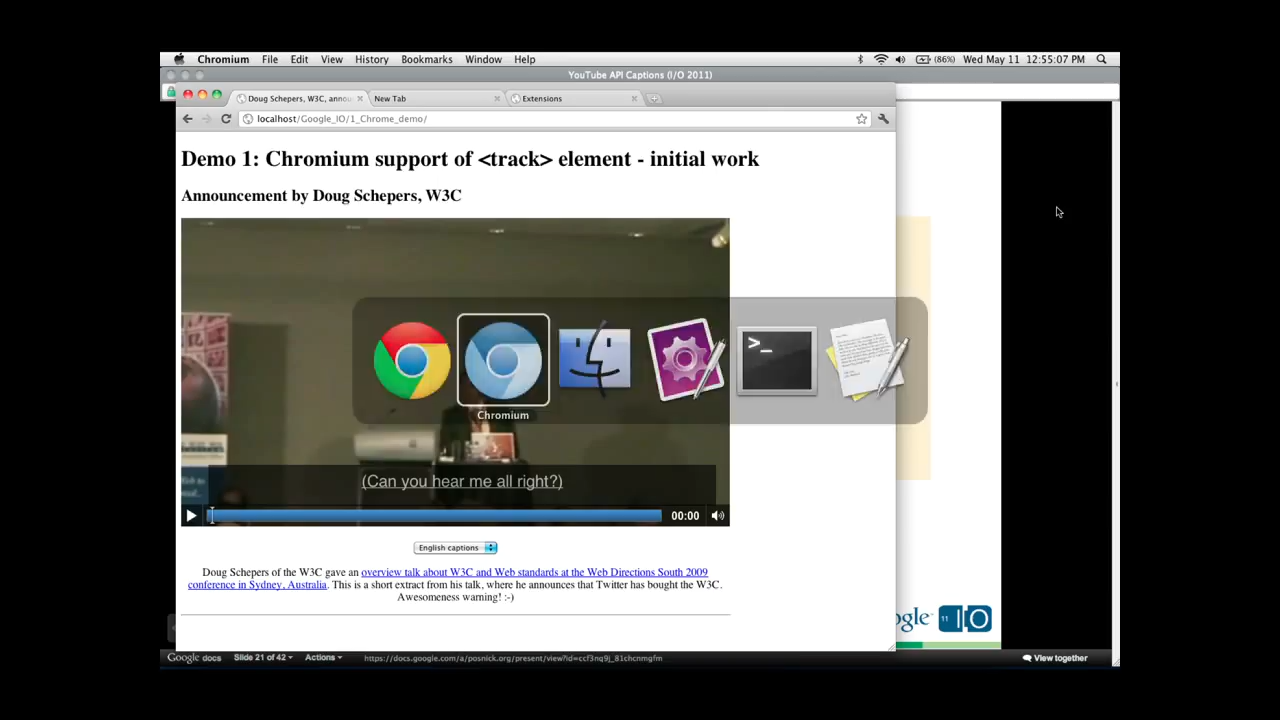 Chromium File Edit View History Bookmarks Window Help (86%) Wed May 11 12:55:07 PM
YouTube API Captions (I/O 2011)
Doug Schepers, W3C, annou New Tab Extensions
localhost/Google_IO/1_Chrome_demo/
Demo 1: Chromium support of <track> element - initial work
Announcement by Doug Schepers, W3C
>_
Chromium
(Can you hear me all right?)
00:00
English captions
Doug Schepers of the W3C gave an overview talk about W3C and Web standards at the Web Directions South 2009
conference in Sydney, Australia. This is a short extract from his talk, where he announces that Twitter has bought the W3C.
Awesomeness warning! :-)
ogle 11 IO
Google docs Slide 21 of 42 Actions https://docs.google.com/a/posnick.org/present/view?id=ccf3nq9j_81chcnmgfm View together